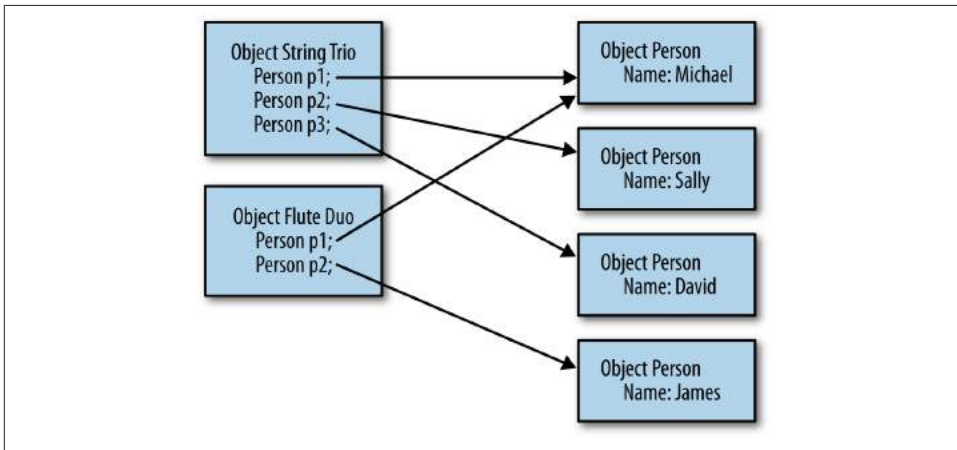 Object String Trio
Person p1;
Person p2;
Person p3;
Object Flute Duo
Person p1;
Person p2;
Object Person
Name: Michael
Object Person
Name: Sally
Object Person
Name: David
Object Person
Name: James